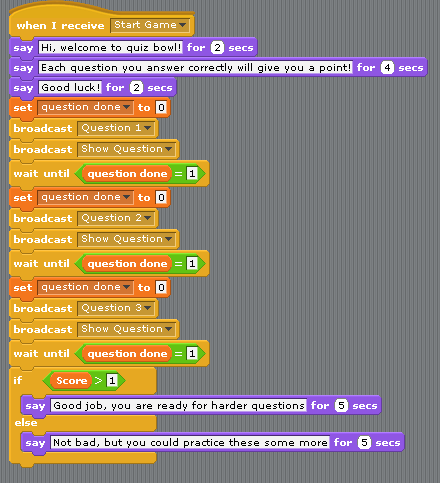 when I receive Start Game
say Hi, welcome to quiz bowl! for 2 secs
say Each question you answer correctly will give you a point! for 4 secs
say Good luck! for 2 secs
set question done to 0
broadcast Question 1
broadcast Show Question
wait until question done = 1
set question done to 0
broadcast Question 2
broadcast Show Question
wait until question done = 1
set question done to 0
broadcast Question 3
broadcast Show Question
wait until question done = 1
if Score > 1
say Good job, you are ready for harder questions for 5 secs
else
say Not bad, but you could practice these some more for 5 secs